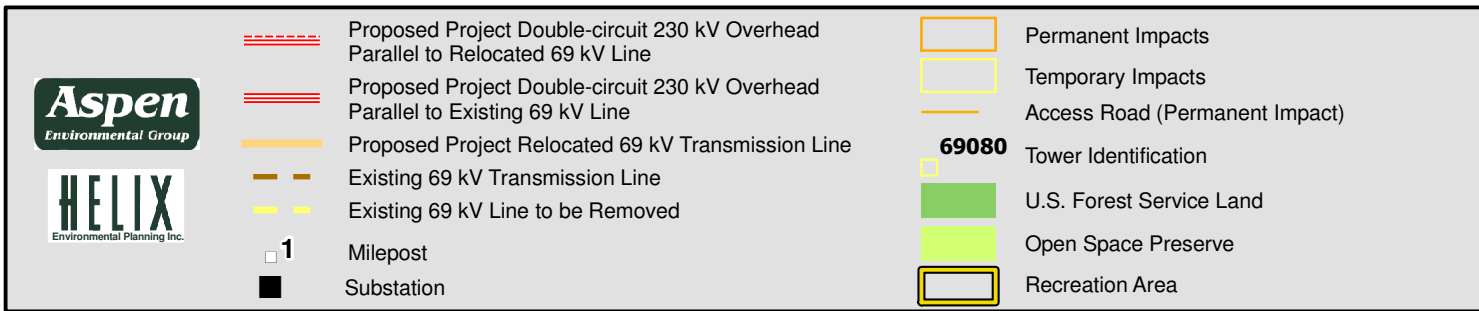 Aspen
Environmental Group
HELIX
Environmental Planning Inc.
Proposed Project Double-circuit 230 kV Overhead
Parallel to Relocated 69 kV Line
Proposed Project Double-circuit 230 kV Overhead
Parallel to Existing 69 kV Line
Proposed Project Relocated 69 kV Transmission Line
Existing 69 kV Transmission Line
Existing 69 kV Line to be Removed
1 Milepost
Substation
Permanent Impacts
Temporary Impacts
Access Road (Permanent Impact)
69080 Tower Identification
U.S. Forest Service Land
Open Space Preserve
Recreation Area